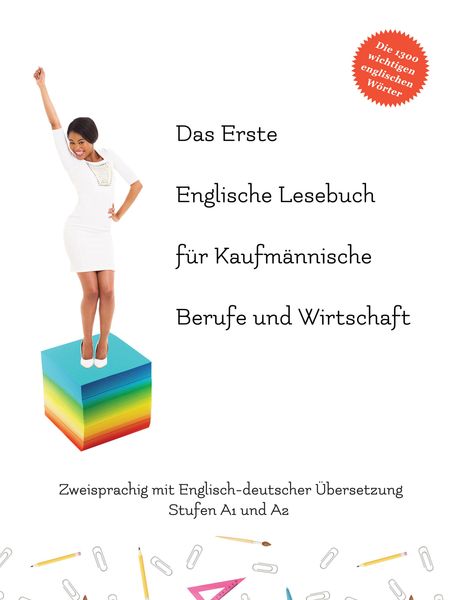 Die 1300
wichtigen
englischen
Wörter
Das Erste
Englische Lesebuch
für Kaufmännische
Berufe und Wirtschaft
Zweisprachig mit Englisch-deutscher Übersetzung
Stufen A1 und A2